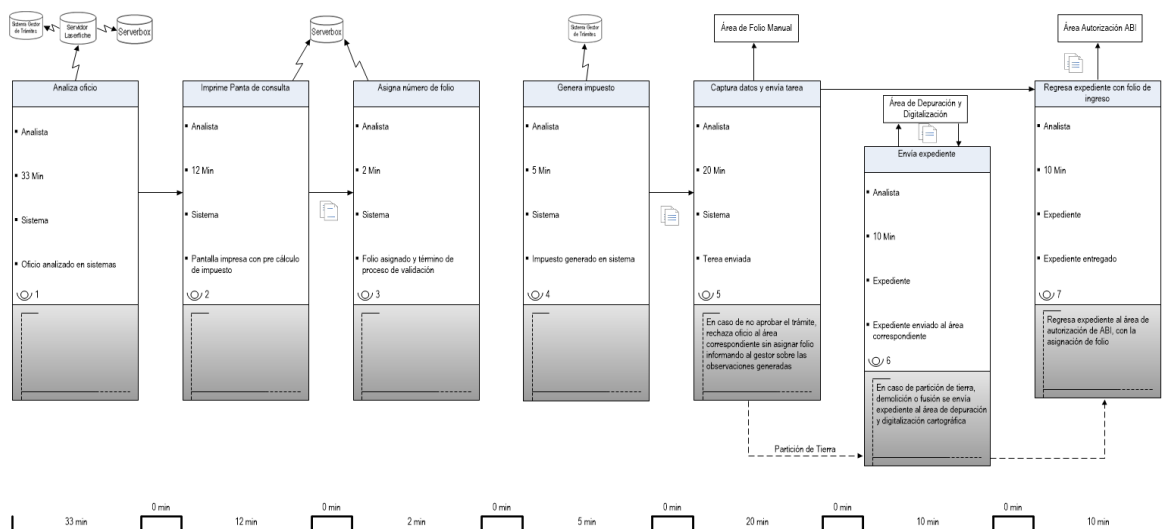 Sistema Gestor
de Trámites
Servidor
Laserfiche
Serverbox
Serverbox
Sistema Gestor
de Trámites
Área de Folio Manual
Área Autorización ABI
Analiza oficio
Analista
33 Min
Sistema
Oficio analizado en sistemas
1
Imprime Panta de consulta
Analista
12 Min
Sistema
Pantalla impresa con pre cálculo
de impuesto
2
Asigna número de folio
Analista
2 Min
Sistema
Folio asignado y término de
proceso de validación
3
Genera impuesto
Analista
5 Min
Sistema
Impuesto generado en sistema
4
Captura datos y envía tarea
Analista
20 Min
Sistema
Terea enviada
5
En caso de no aprobar el trámite,
rechaza oficio al área
correspondiente sin asignar folio
informando al gestor sobre las
observaciones generadas
Partición de Tierra
Área de Depuración y
Digitalización
Envía expediente
Analista
10 Min
Expediente
Expediente enviado al área
correspondiente
6
En caso de partición de tierra,
demolición o fusión se envía
expediente al área de depuración
y digitalización cartográfica
Regresa expediente con folio de
ingreso
Analista
10 Min
Expediente
Expediente entregado
7
Regresa expediente al área de
autorización de ABI, con la
asignación de folio
33 min
0 min
12 min
0 min
2 min
0 min
5 min
0 min
20 min
0 min
10 min
0 min
10 min